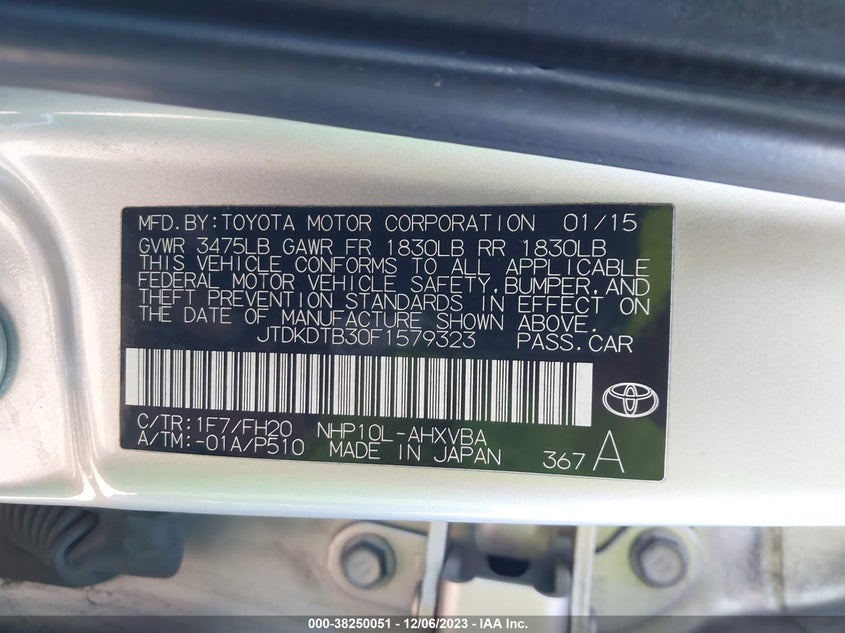 MFD.BY:TOYOTA MOTOR CORPORATION 01/15
GVWR 3475LB GAWR FR 1830LB RR 1830LB
THIS VEHICLE CONFORMS TO ALL APPLICABLE
FEDERAL MOTOR VEHICLE SAFETY,BUMPER,AND
THEFT PREVENTION STANDARDS IN EFFECT ON
THE DATE OF MANUFACTURE SHOWN ABOVE.
JTDKDTB30F1579323 PASS.CAR
C/TR:1F7/FH20 NHP10L-AHXVBA
A/TM:-01A/P510 MADE IN JAPAN 367 A
000-38250051 - 12/06/2023 - © IAA Inc.